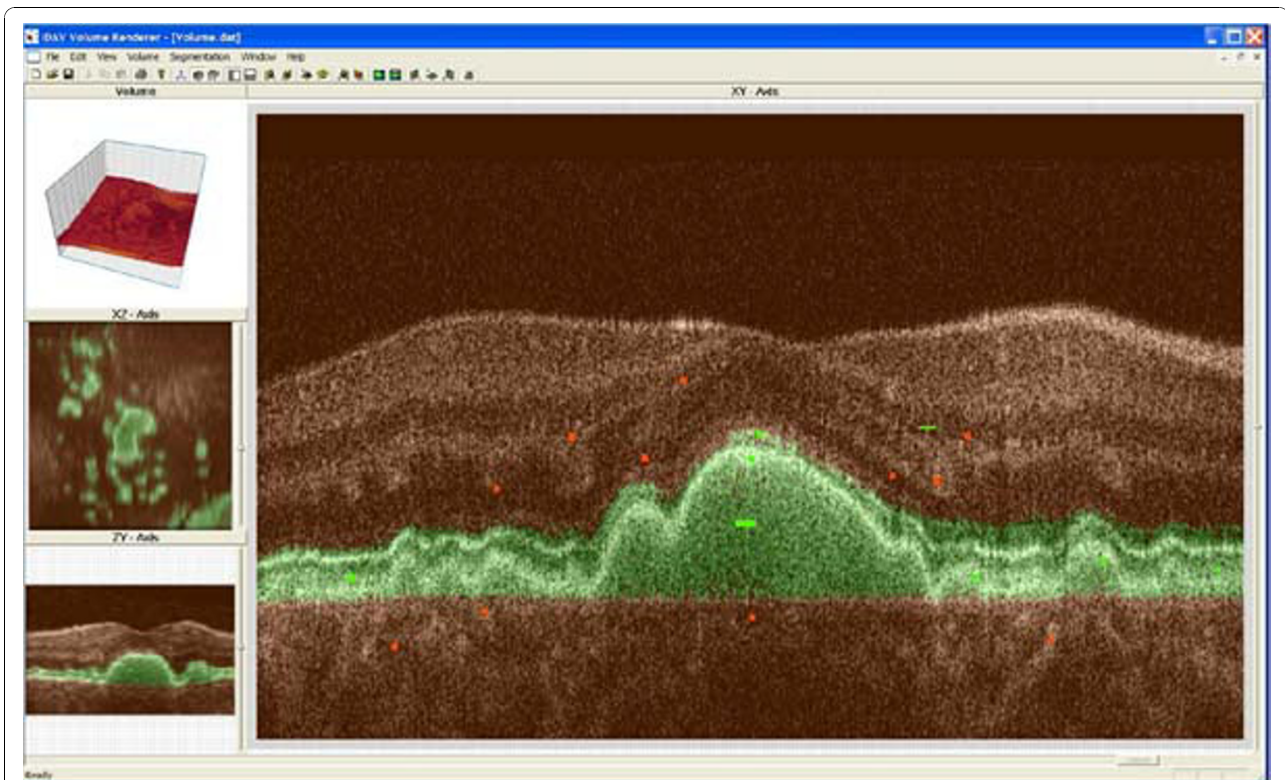 IDAV Volume Renderer - [Volume.dat]
File Edit View Volume Segmentation Window Help
Volume
XY - Axis
XZ - Axis
ZY - Axis
Ready